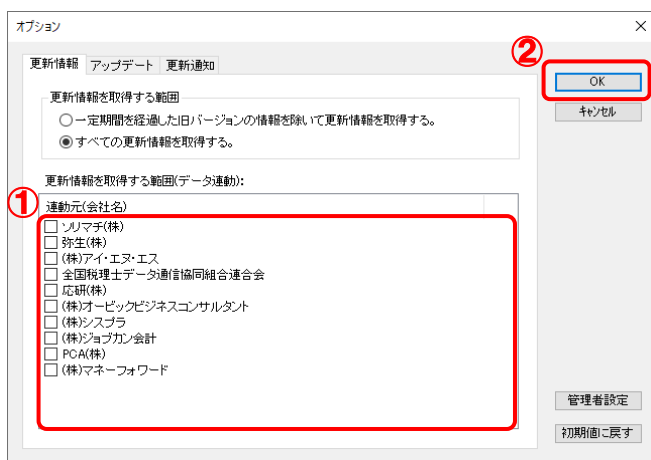 オプション
②
更新情報 アップデート 更新通知
OK
更新情報を取得する範囲
キャンセル
一定期間を経過した旧バージョンの情報を除いて更新情報を取得する。
すべての更新情報を取得する。
更新情報を取得する範囲(データ連動):
①
連動元(会社名)
ソリマチ(株)
弥生(株)
(株)アイ・エヌ・エス
全国税理士データ通信協同組合連合会
応研(株)
(株)オービックビジネスコンサルタント
(株)シスプラ
(株)ジョブカン会計
PCA(株)
(株)マネーフォワード
管理者設定
初期値に戻す